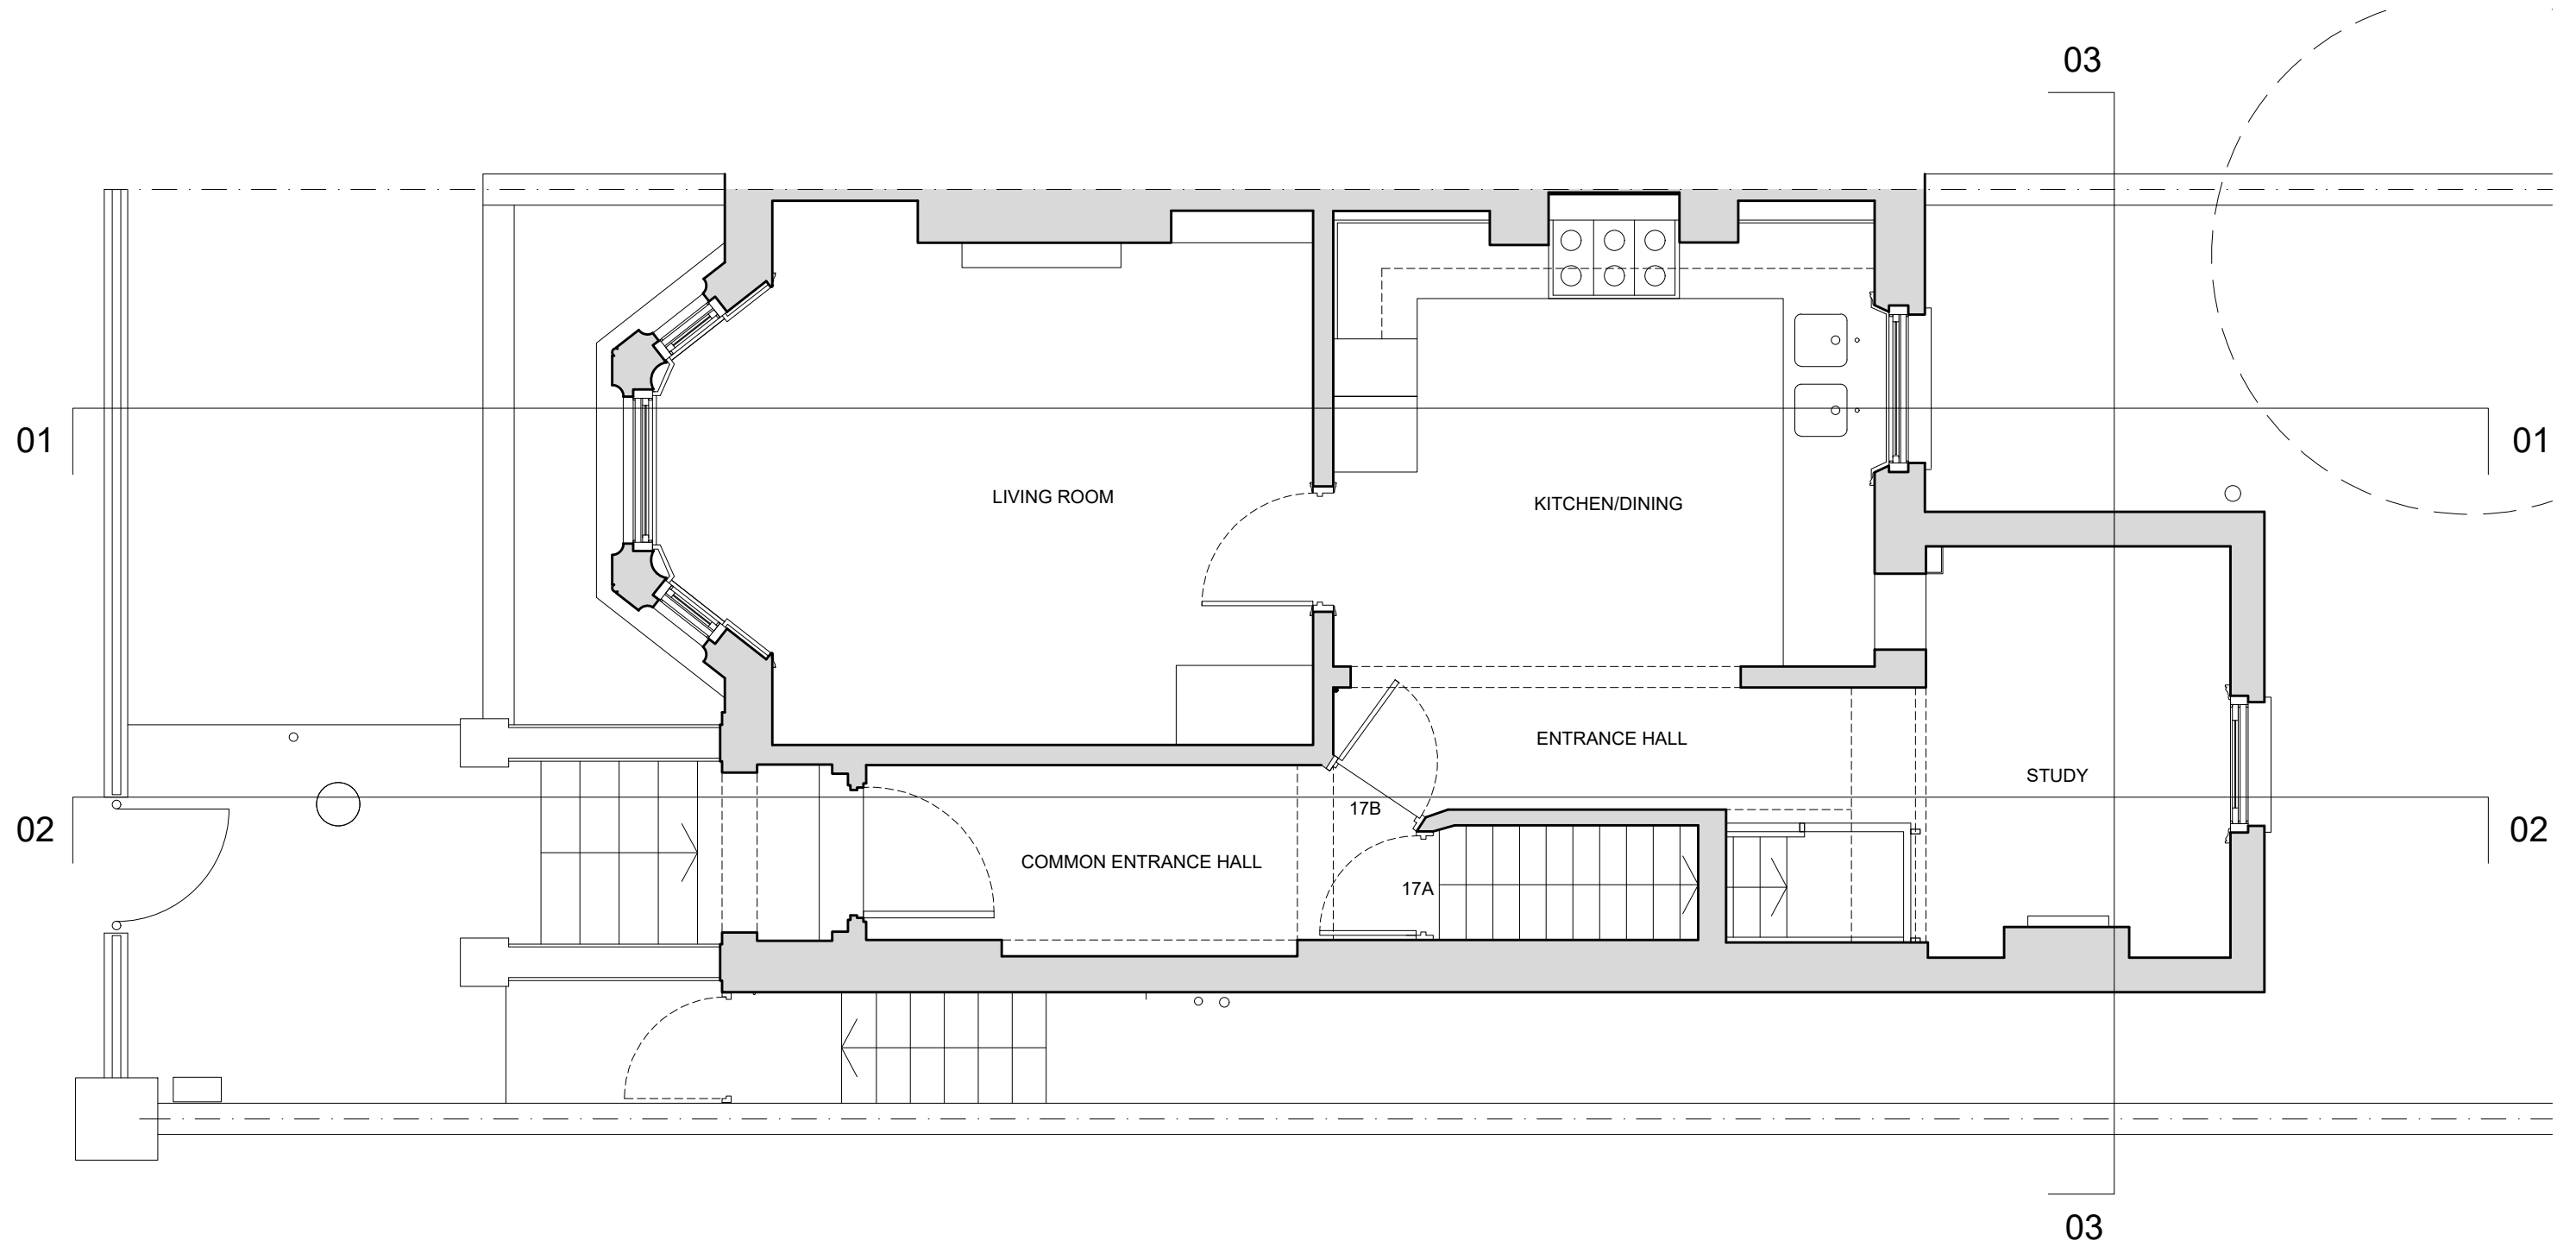 03
01
01
LIVING ROOM
KITCHEN/DINING
ENTRANCE HALL
STUDY
17B
02
02
COMMON ENTRANCE HALL
17A
03